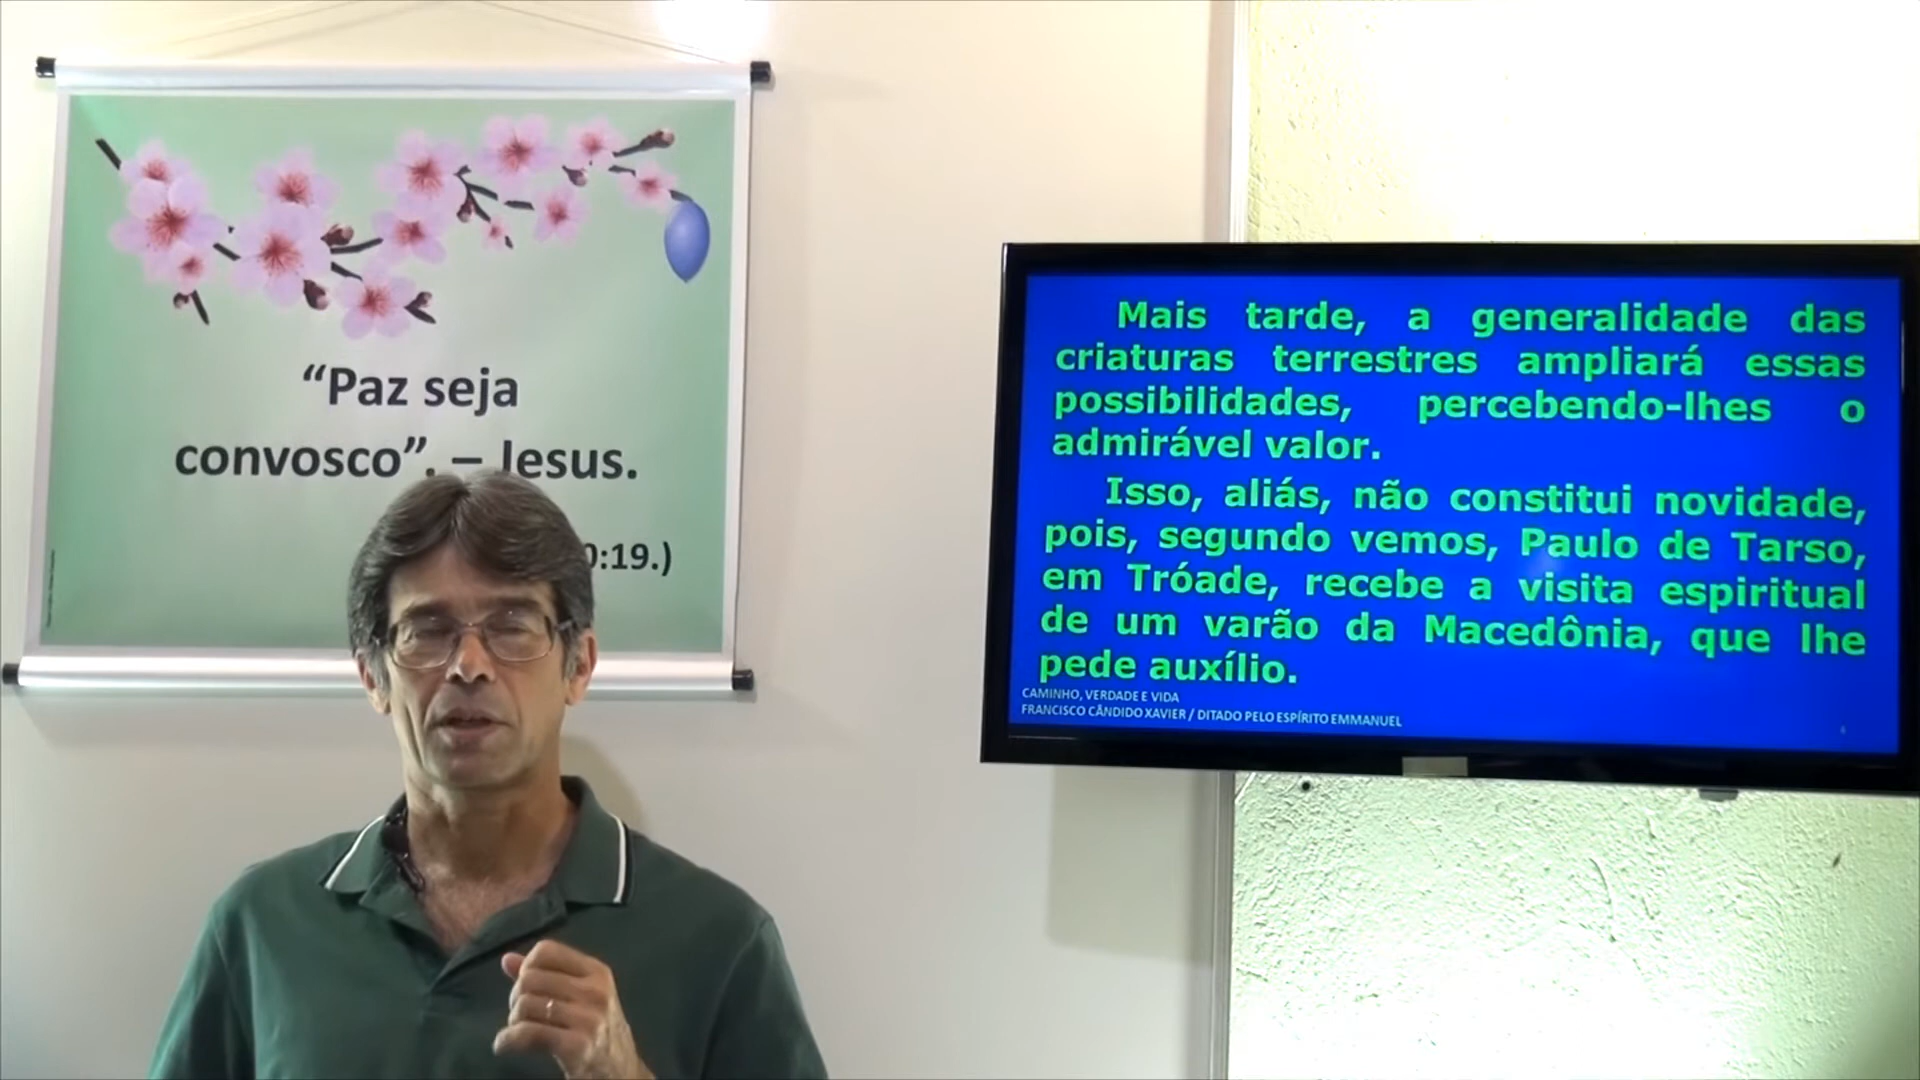 “Paz seja
convosco”. – Jesus.
0:19.)
Mais tarde, a generalidade das
criaturas terrestres ampliará essas
possibilidades, percebendo-lhes o
admirável valor.
Isso, aliás, não constitui novidade,
pois, segundo vemos, Paulo de Tarso,
em Tróade, recebe a visita espiritual
de um varão da Macedônia, que lhe
pede auxílio.
CAMINHO, VERDADE E VIDA
FRANCISCO CÂNDIDO XAVIER / DITADO PELO ESPÍRITO EMMANUEL